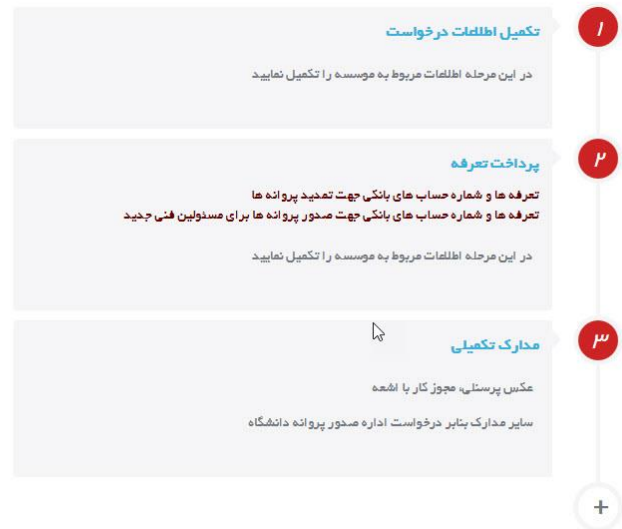 ۱
تکمیل اطلاعات درخواست
در این مرحله اطلاعات مربوط به موسسه را تکمیل نمایید
۲
پرداخت تعرفه
تعرفه ها و شماره حساب های بانکی جهت تمدید پروانه ها
تعرفه ها و شماره حساب های بانکی جهت صدور پروانه ها برای مسئولین فنی جدید
در این مرحله اطلاعات مربوط به موسسه را تکمیل نمایید
۳
مدارک تکمیلی
عکس پرسنلی، مجوز کار با اشعه
سایر مدارک بنابر درخواست اداره صدور پروانه دانشگاه
+